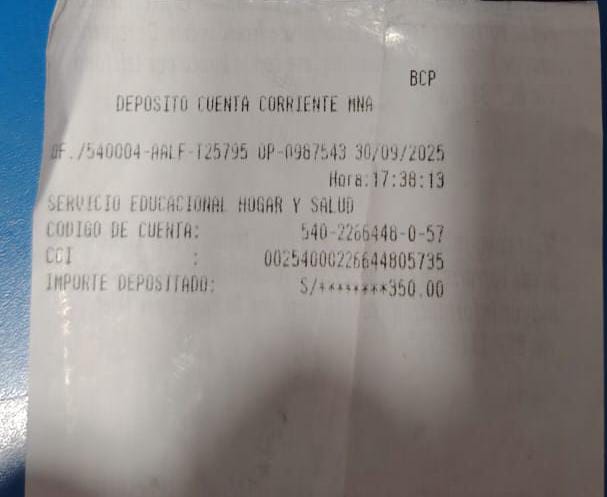 BCP
DEPOSITO CUENTA CORRIENTE MNA
OF./540004-AALF-T25795 OP-0987543 30/09/2025
Hora:17:38:13
SERVICIO EDUCACIONAL HOGAR Y SALUD
CODIGO DE CUENTA: 540-2266448-0-57
CCI : 00254000226644805735
IMPORTE DEPOSITADO: S/********350.00